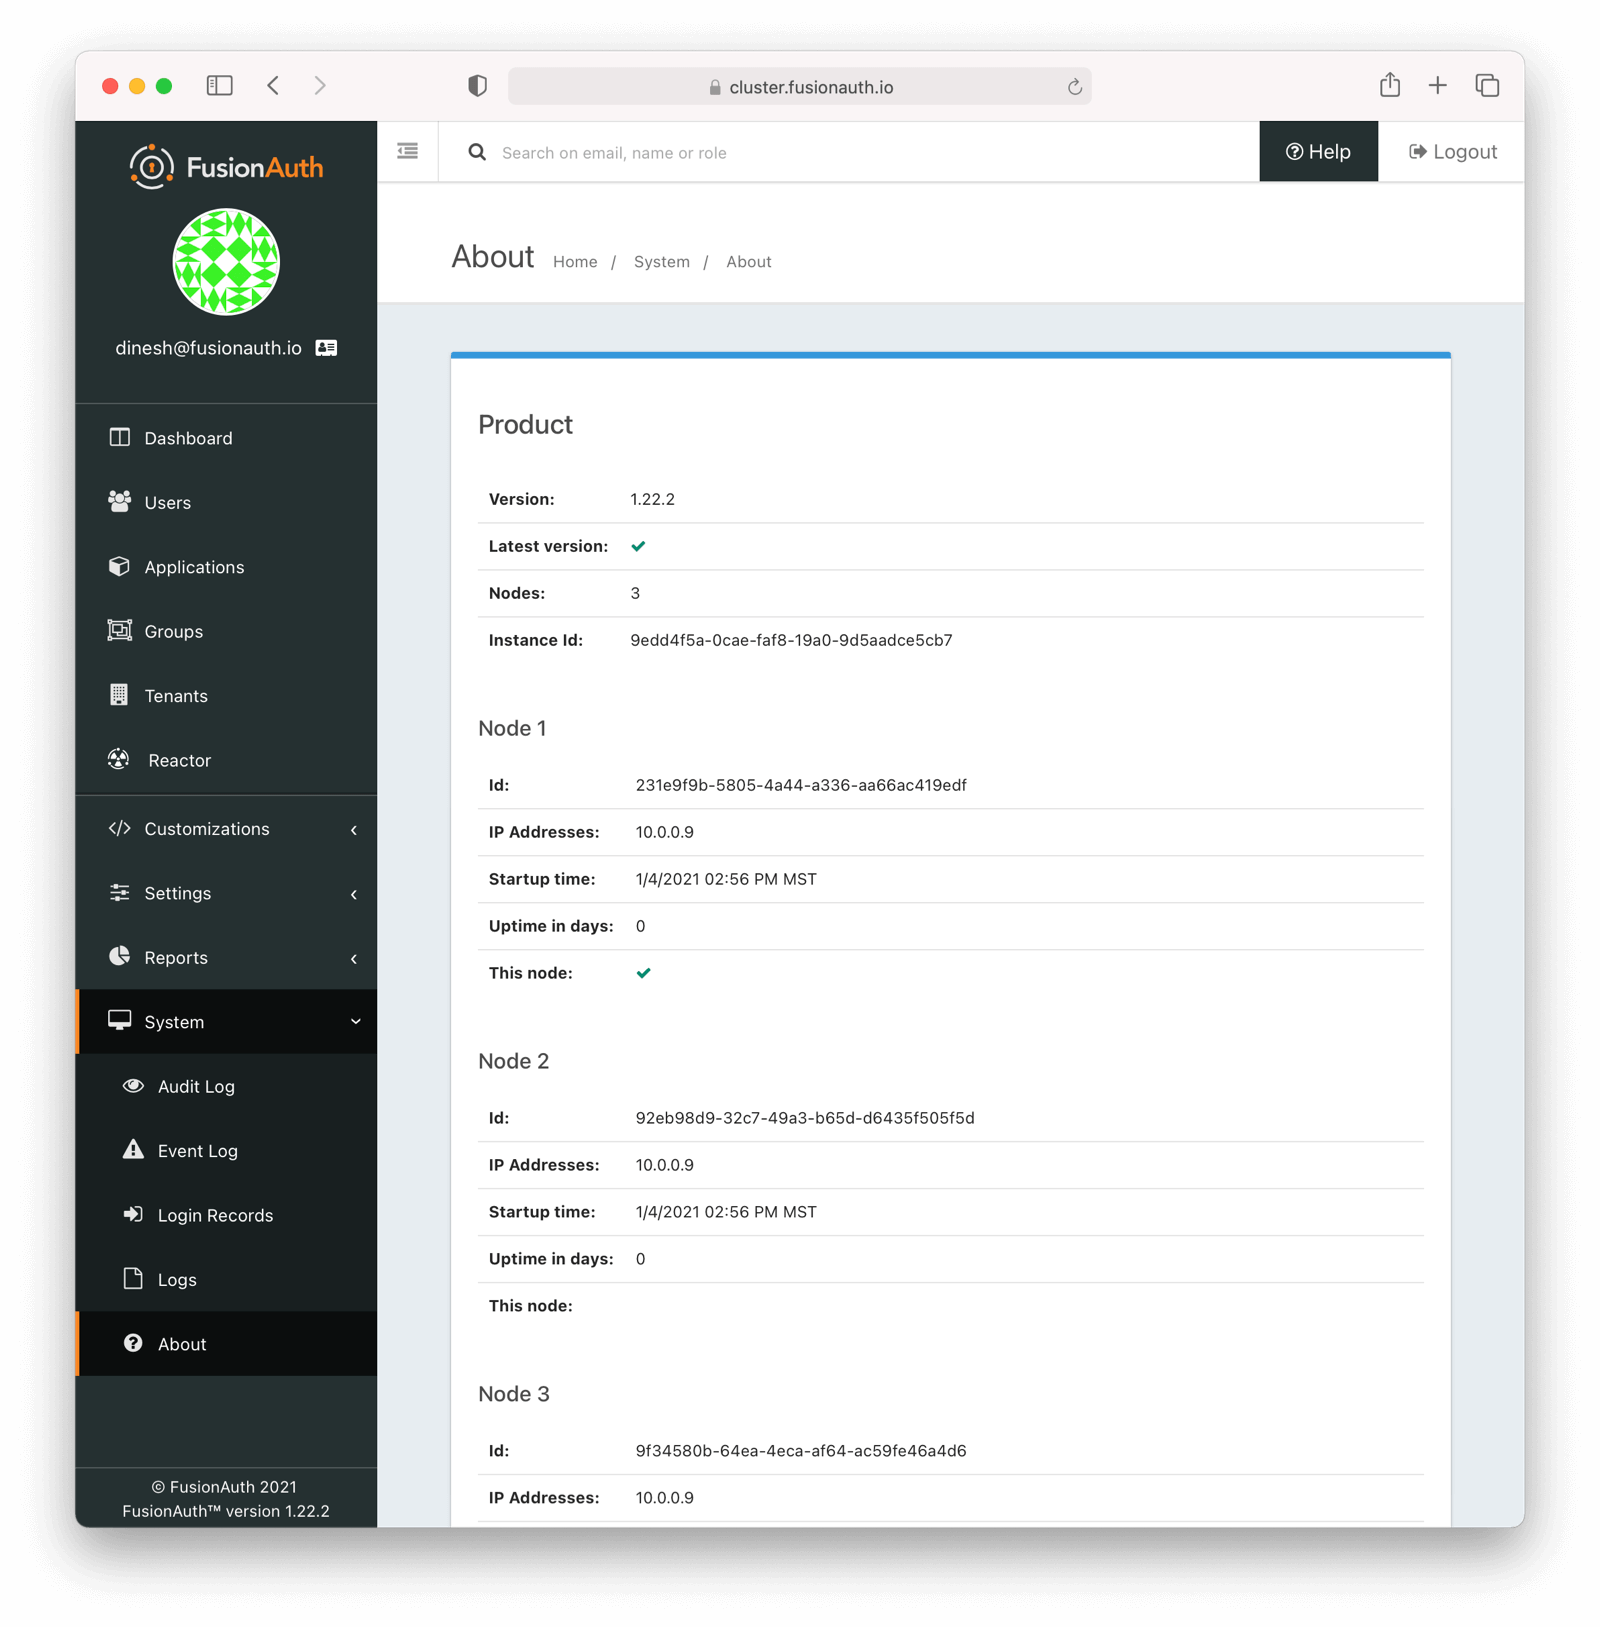 cluster.fusionauth.io
FusionAuth
Search on email, name or role
Help
Logout
dinesh@fusionauth.io
Dashboard
Users
Applications
Groups
Tenants
Reactor
Customizations
Settings
Reports
System
Audit Log
Event Log
Login Records
Logs
About
© FusionAuth 2021
FusionAuth™ version 1.22.2
About Home / System / About
Product
Version: 1.22.2
Latest version:
Nodes: 3
Instance Id: 9edd4f5a-0cae-faf8-19a0-9d5aadce5cb7
Node 1
Id: 231e9f9b-5805-4a44-a336-aa66ac419edf
IP Addresses: 10.0.0.9
Startup time: 1/4/2021 02:56 PM MST
Uptime in days: 0
This node:
Node 2
Id: 92eb98d9-32c7-49a3-b65d-d6435f505f5d
IP Addresses: 10.0.0.9
Startup time: 1/4/2021 02:56 PM MST
Uptime in days: 0
This node:
Node 3
Id: 9f34580b-64ea-4eca-af64-ac59fe46a4d6
IP Addresses: 10.0.0.9